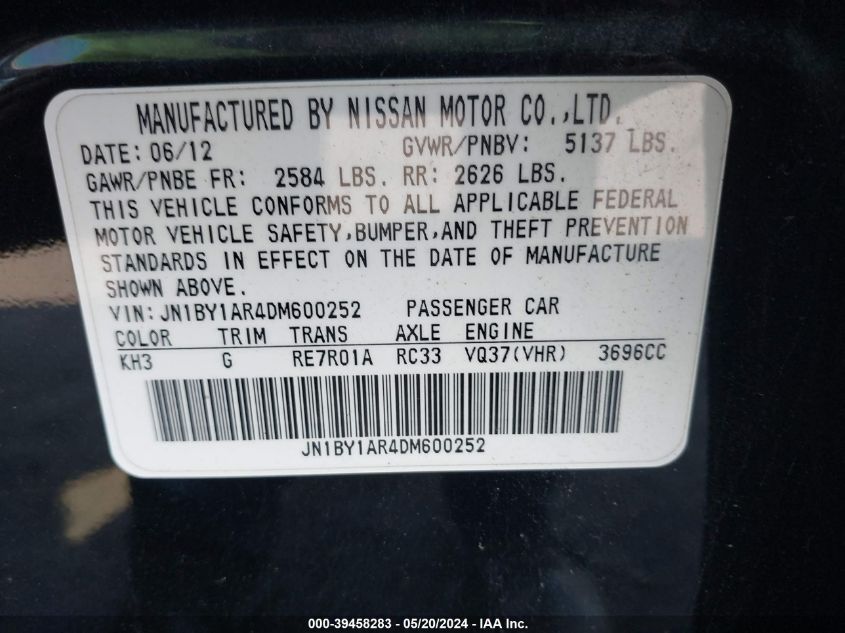 MANUFACTURED BY NISSAN MOTOR CO.,LTD.
DATE: 06/12 GVWR/PNBV: 5137 LBS.
GAWR/PNBE FR: 2584 LBS. RR: 2626 LBS.
THIS VEHICLE CONFORMS TO ALL APPLICABLE FEDERAL
MOTOR VEHICLE SAFETY,BUMPER,AND THEFT PREVENTION
STANDARDS IN EFFECT ON THE DATE OF MANUFACTURE
SHOWN ABOVE.
VIN: JN1BY1AR4DM600252 PASSENGER CAR
COLOR TRIM TRANS AXLE ENGINE
KH3 G RE7R01A RC33 VQ37(VHR) 3696CC
JN1BY1AR4DM600252
000-39458283 - 05/20/2024 - IAA Inc.